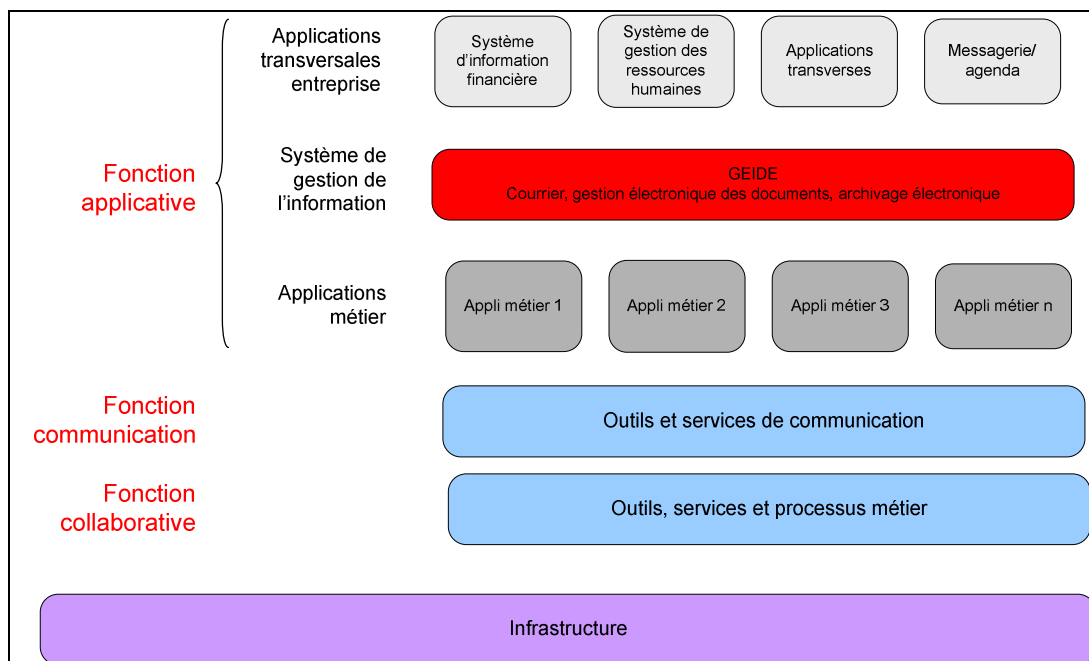 Applications
transversales
entreprise
Système
d'information
financière
Système de
gestion des
ressources
humaines
Applications
transverses
Messagerie/
agenda
Fonction
applicative
Système de
gestion de
l'information
GEIDE
Courrier, gestion électronique des documents, archivage électronique
Applications
métier
Appli métier 1
Appli métier 2
Appli métier 3
Appli métier n
Fonction
communication
Outils et services de communication
Fonction
collaborative
Outils, services et processus métier
Infrastructure